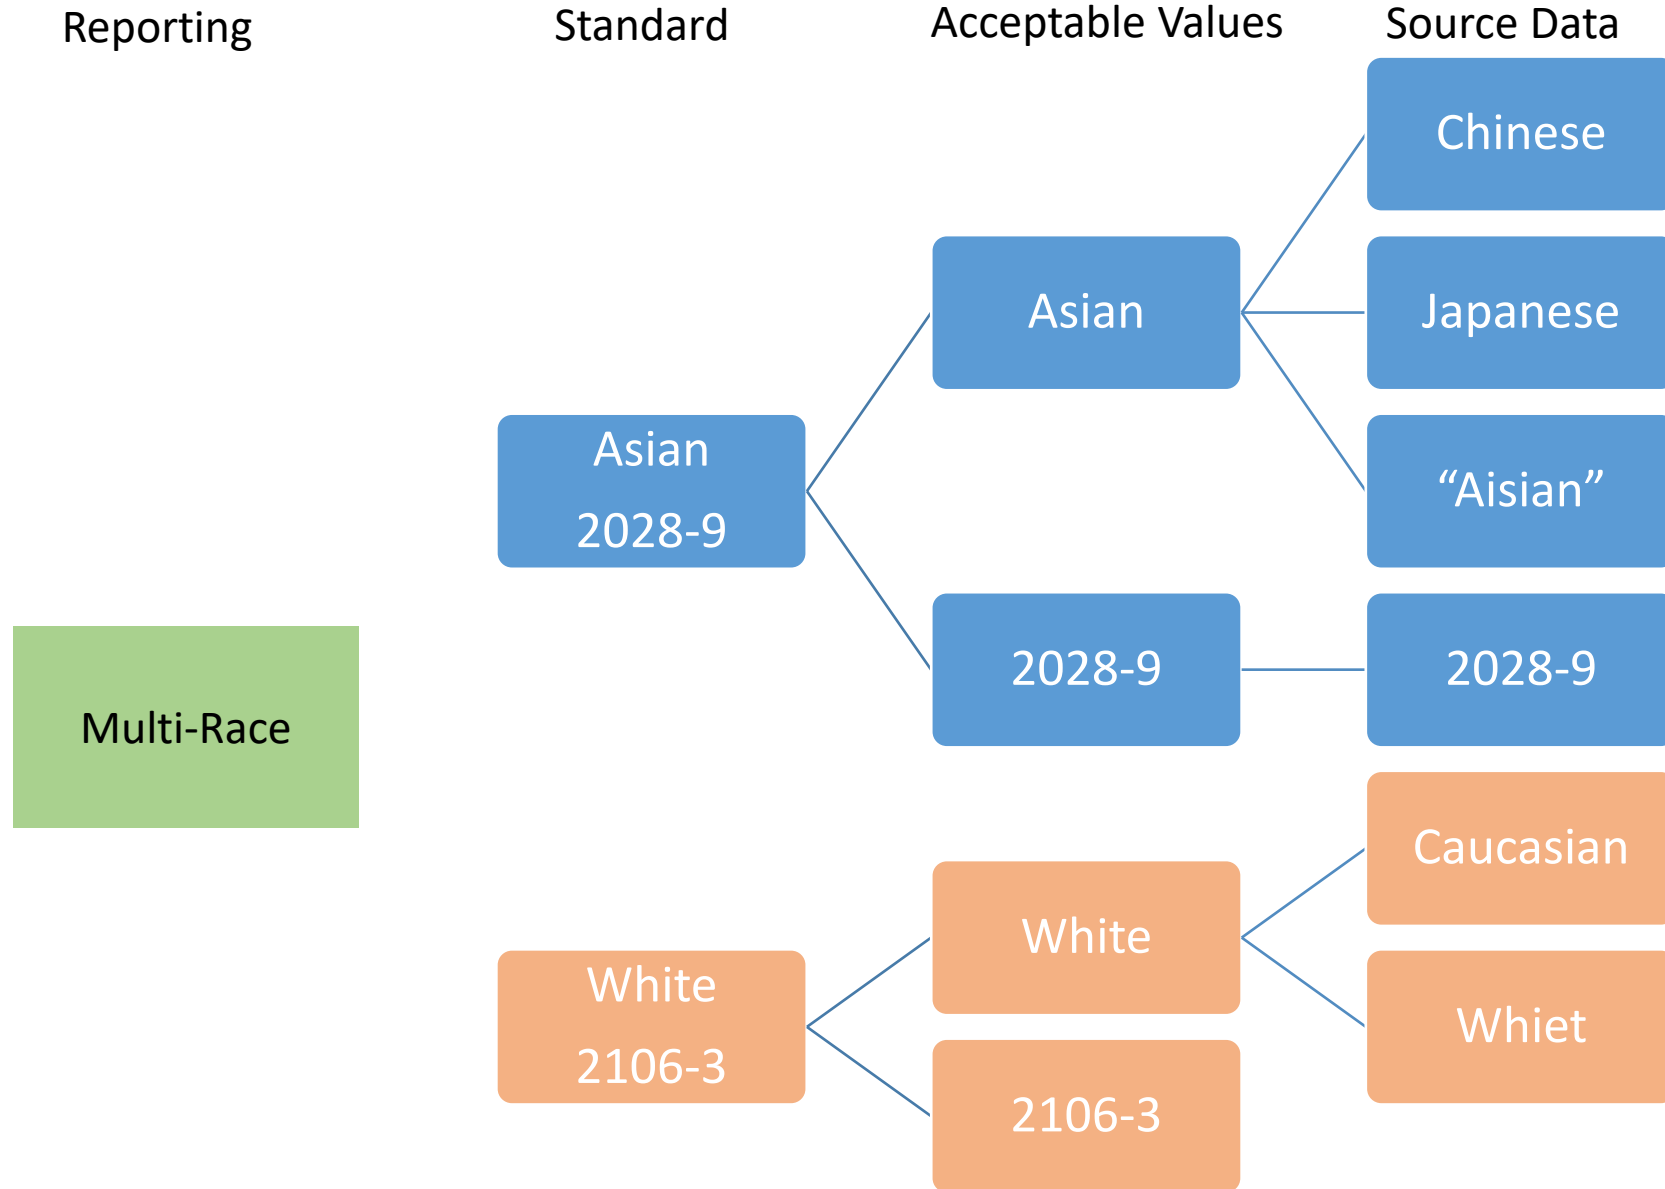 Reporting
Standard
Acceptable Values
Source Data
Chinese
Asian
Japanese
Asian
2028-9
“Aisian”
2028-9
2028-9
Multi-Race
Caucasian
White
White
2106-3
Whiet
2106-3